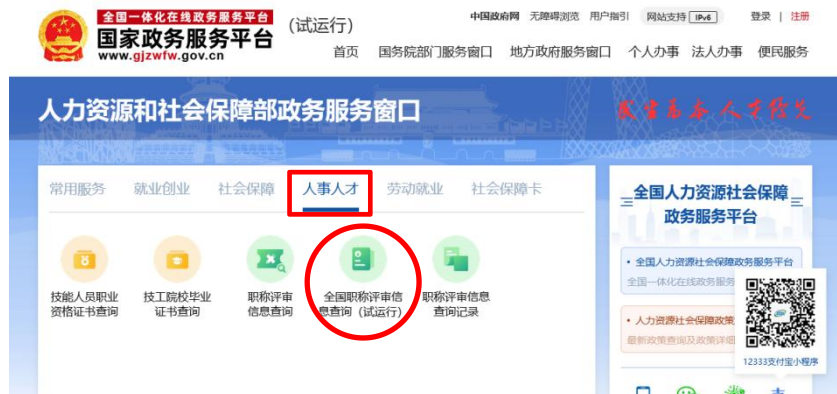 中国政府网 无障碍浏览 用户指引 网站支持 IPv6 登录 | 注册
全国一体化在线政务服务平台
国家政务服务平台
（试运行）
www.gjzwfw.gov.cn
首页 国务院部门服务窗口 地方政府服务窗口 个人办事 法人办事 便民服务
人力资源和社会保障部政务服务窗口
民生为本 人才优先
常用服务 就业创业 社会保障 人事人才 劳动就业 社会保障卡
技能人员职业
资格证书查询
技工院校毕业
证书查询
职称评审
信息查询
全国职称评审信
息查询（试运行）
职称评审信息
查询记录
全国人力资源社会保障
政务服务平台
• 全国人力资源社会保障政务服务平台
全国一体化在线政务服务
• 人力资源社会保障政策
最新政策查询及政策详细
12333支付宝小程序